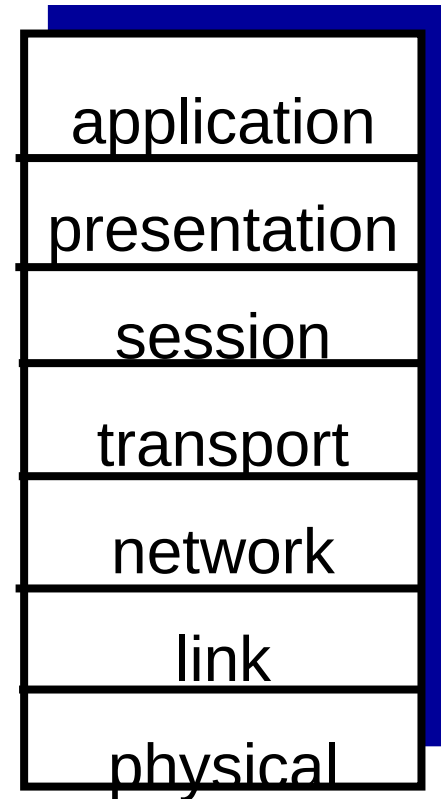 application
presentation
session
transport
network
link
physical